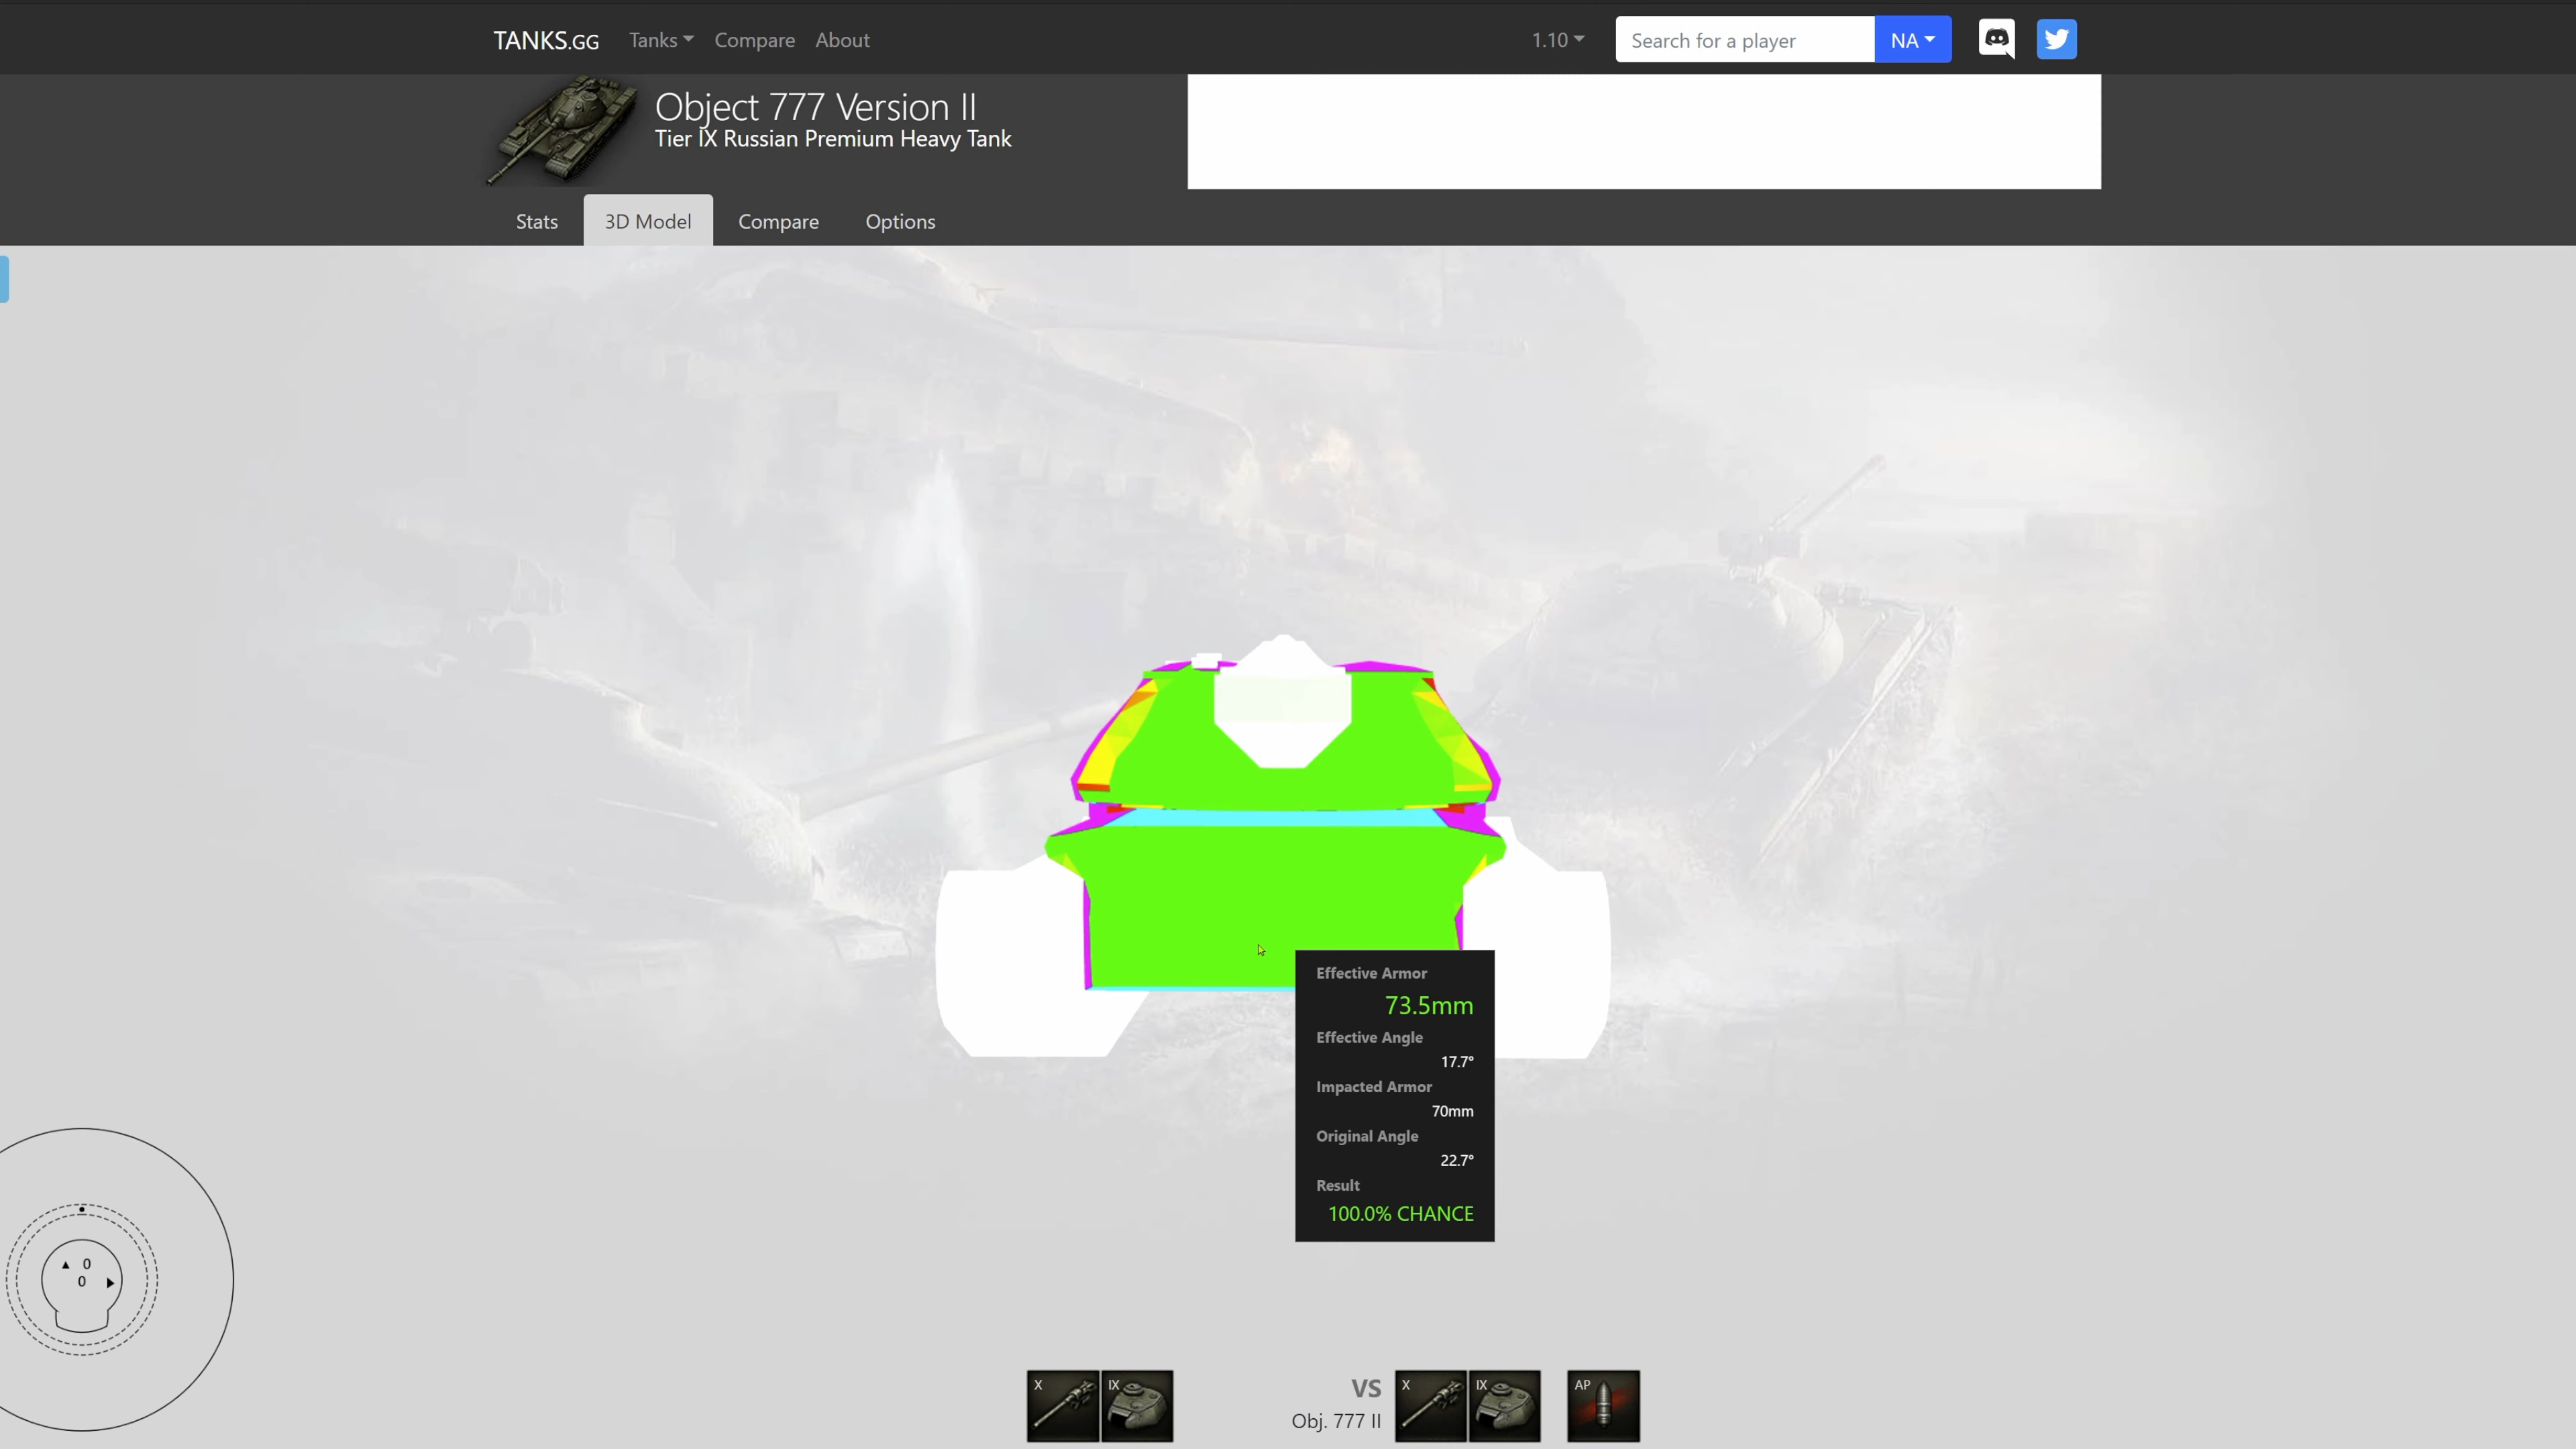 TANKS.GG
Tanks
Compare
About
1.10
Search for a player
NA
Object 777 Version II
Tier IX Russian Premium Heavy Tank
Stats
3D Model
Compare
Options
Effective Armor
73.5mm
Effective Angle
17.7°
Impacted Armor
70mm
Original Angle
22.7°
Result
100.0% CHANCE
0
0
X
IX
VS
Obj. 777 II
X
IX
AP